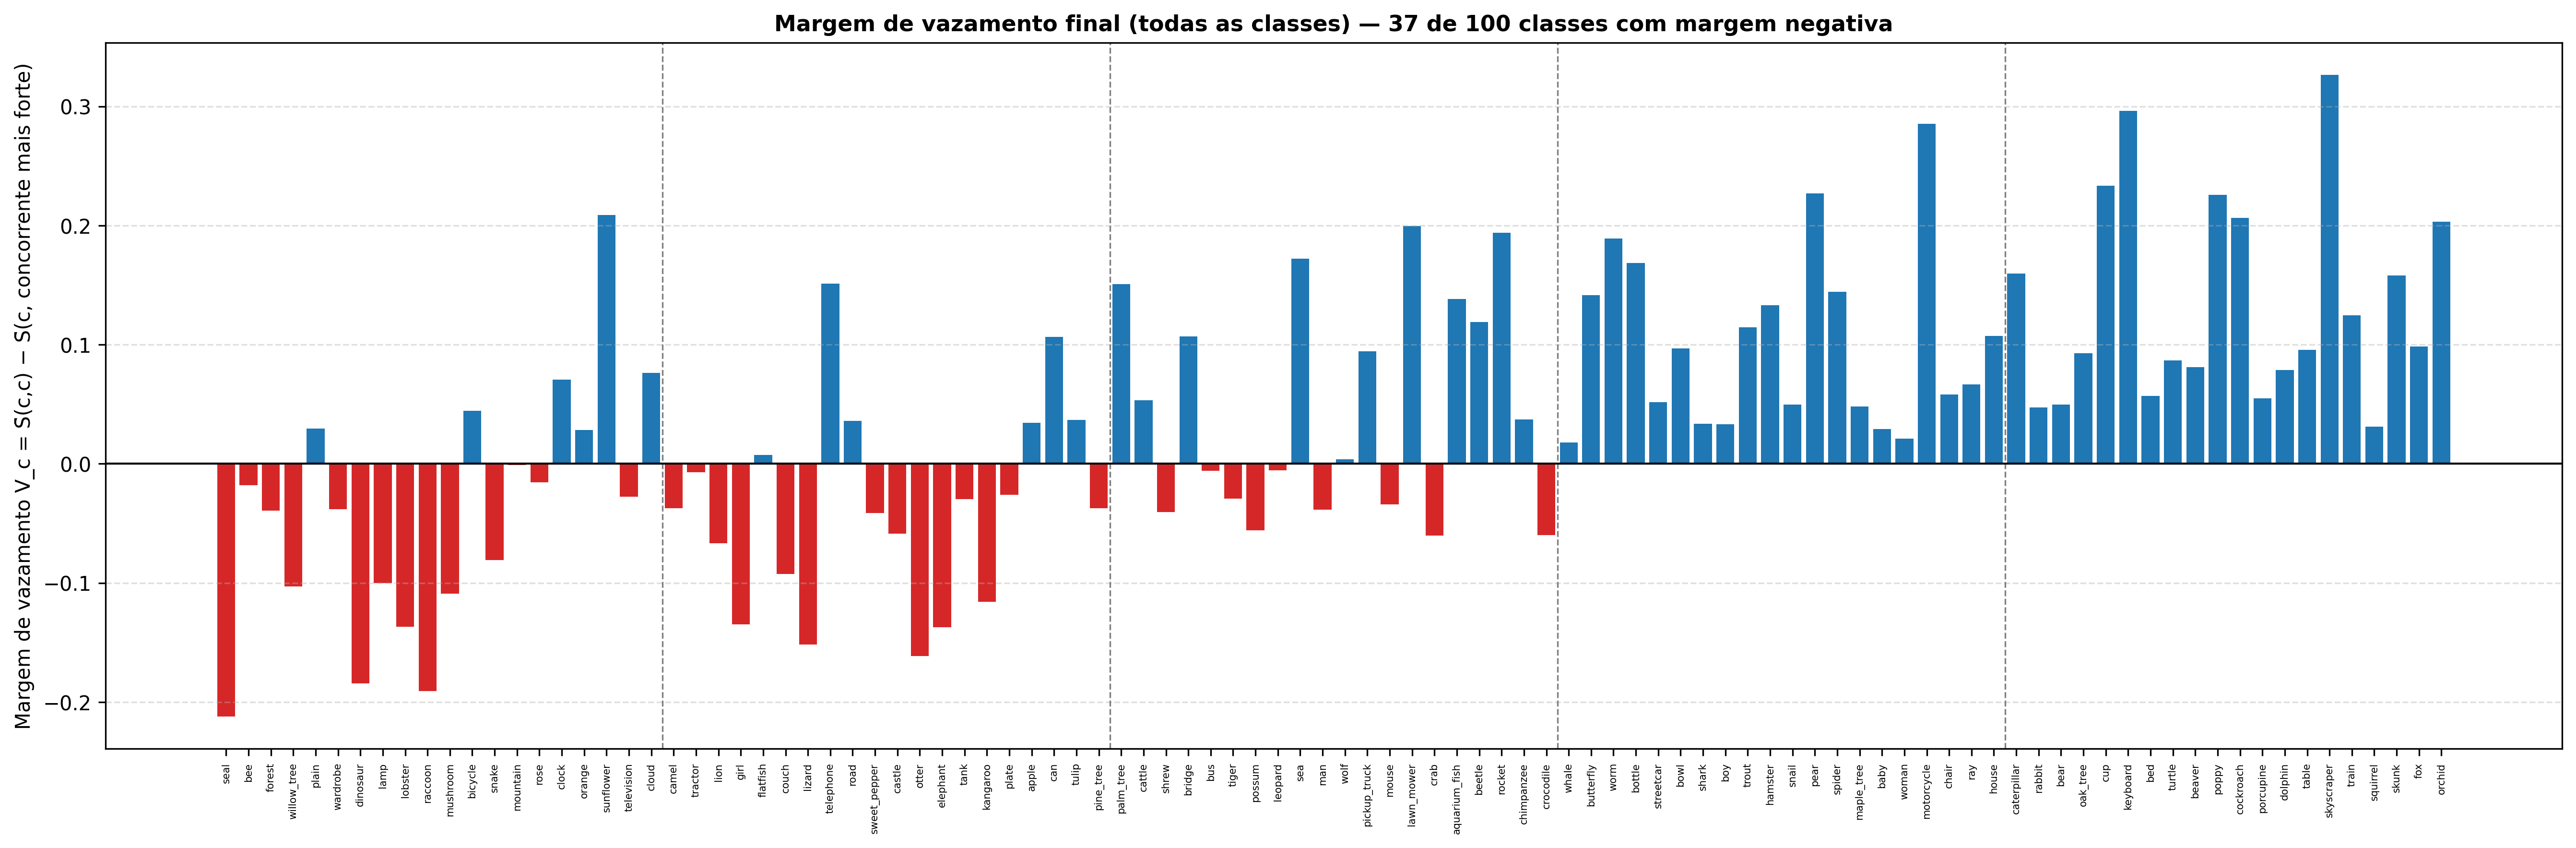 Margem de vazamento final (todas as classes) — 37 de 100 classes com margem negativa
Margem de vazamento V_c = S(c,c) − S(c, concorrente mais forte)
0.3
0.2
0.1
0.0
−0.1
−0.2
seal
bee
forest
willow_tree
plain
wardrobe
dinosaur
lamp
lobster
raccoon
mushroom
bicycle
snake
mountain
rose
clock
orange
sunflower
television
cloud
camel
tractor
lion
girl
flatfish
couch
lizard
telephone
road
sweet_pepper
castle
otter
elephant
tank
kangaroo
plate
apple
can
tulip
pine_tree
palm_tree
cattle
shrew
bridge
bus
tiger
possum
leopard
sea
man
wolf
pickup_truck
mouse
lawn_mower
crab
aquarium_fish
beetle
rocket
chimpanzee
crocodile
whale
butterfly
worm
bottle
streetcar
bowl
shark
boy
trout
hamster
snail
pear
spider
maple_tree
baby
woman
motorcycle
chair
ray
house
caterpillar
rabbit
bear
oak_tree
cup
keyboard
bed
turtle
beaver
poppy
cockroach
porcupine
dolphin
table
skyscraper
train
squirrel
skunk
fox
orchid